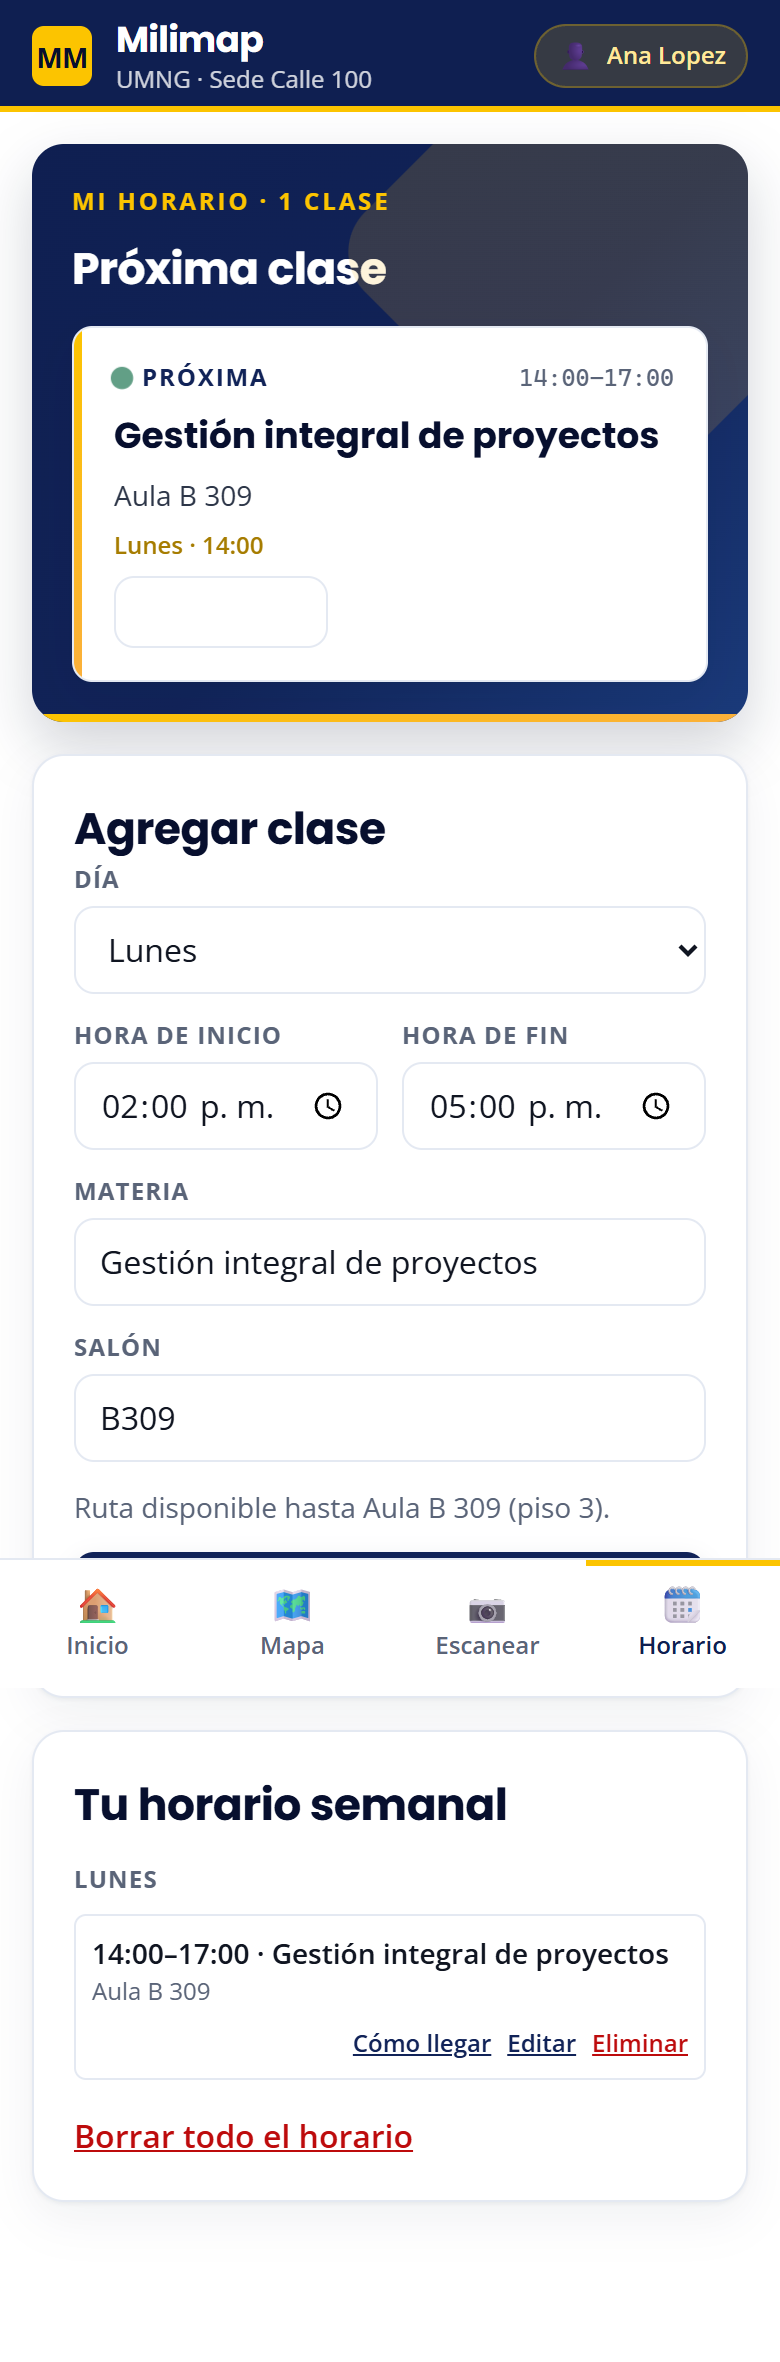 MM
Milimap
UMNG · Sede Calle 100
Ana Lopez
MI HORARIO · 1 CLASE
Próxima clase
PRÓXIMA
14:00–17:00
Gestión integral de proyectos
Aula B 309
Lunes · 14:00
Agregar clase
DÍA
Lunes
HORA DE INICIO
HORA DE FIN
02:00 p. m.
05:00 p. m.
MATERIA
Gestión integral de proyectos
SALÓN
B309
Ruta disponible hasta Aula B 309 (piso 3).
Inicio
Mapa
Escanear
Horario
Tu horario semanal
LUNES
14:00–17:00 · Gestión integral de proyectos
Aula B 309
Cómo llegar Editar Eliminar
Borrar todo el horario